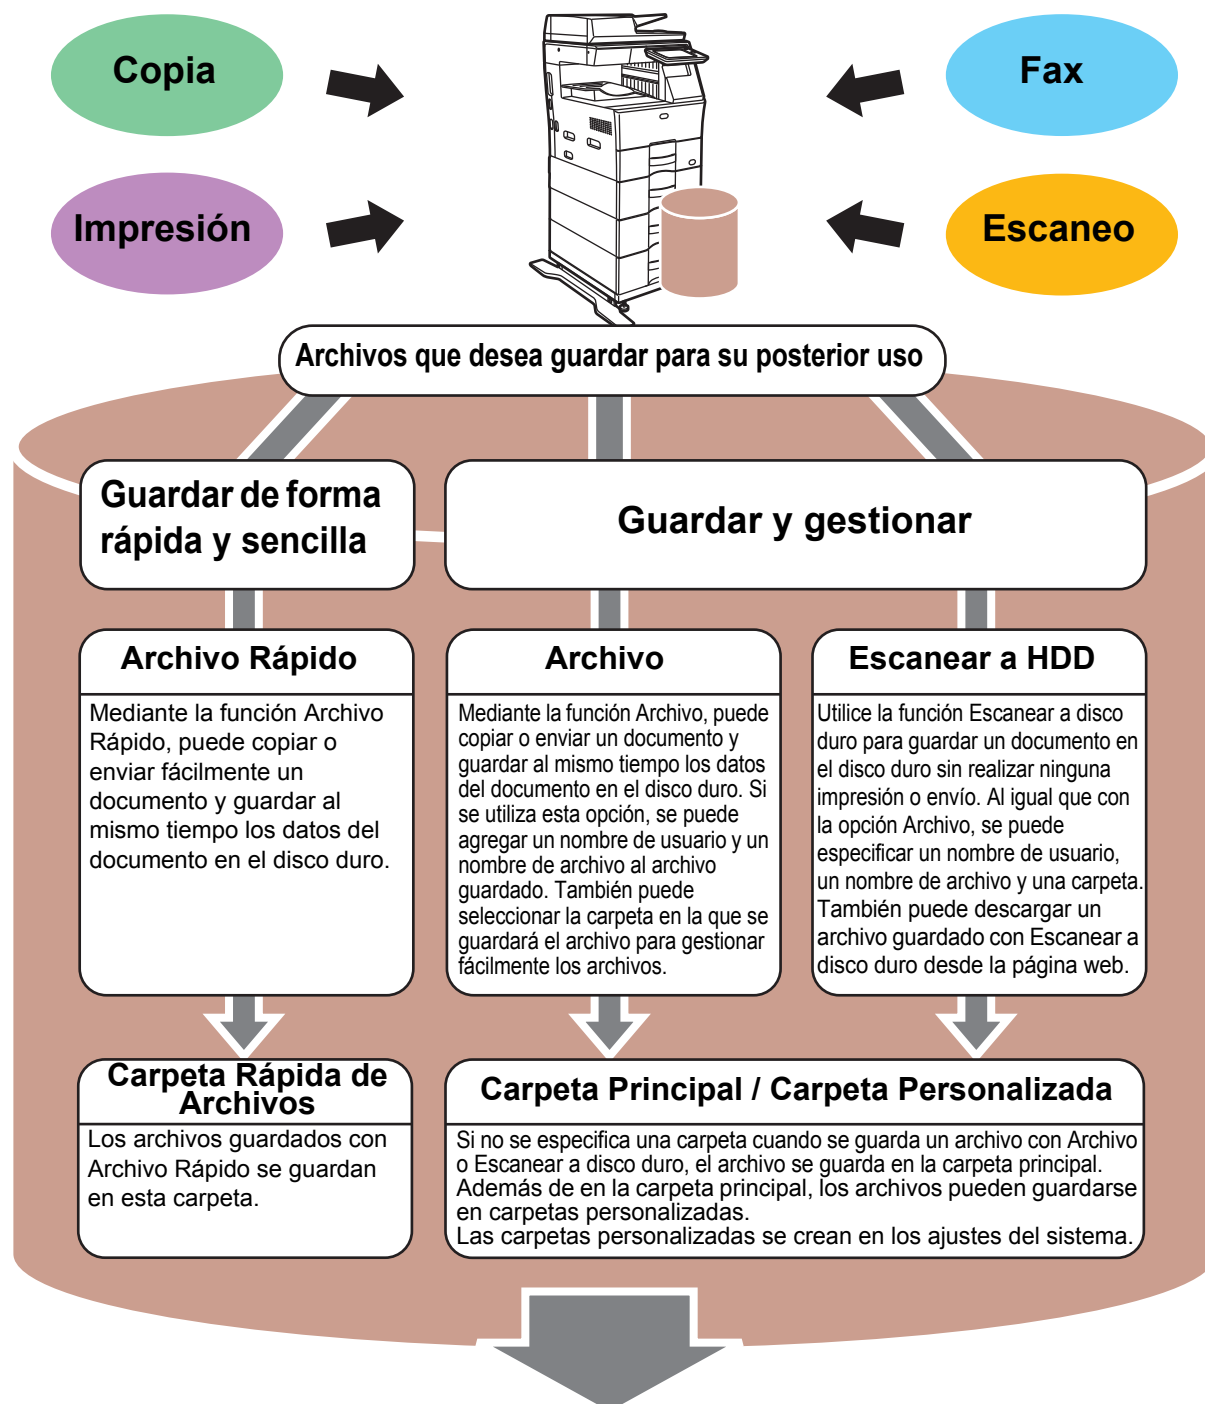 Copia
Fax
Impresión
Escaneo
Archivos que desea guardar para su posterior uso
Guardar de forma
rápida y sencilla
Guardar y gestionar
Archivo Rápido
Mediante la función Archivo
Rápido, puede copiar o
enviar fácilmente un
documento y guardar al
mismo tiempo los datos del
documento en el disco duro.
Archivo
Mediante la función Archivo, puede
copiar o enviar un documento y
guardar al mismo tiempo los datos
del documento en el disco duro. Si
se utiliza esta opción, se puede
agregar un nombre de usuario y un
nombre de archivo al archivo
guardado. También puede
seleccionar la carpeta en la que se
guardará el archivo para gestionar
fácilmente los archivos.
Escanear a HDD
Utilice la función Escanear a disco
duro para guardar un documento en
el disco duro sin realizar ninguna
impresión o envío. Al igual que con
la opción Archivo, se puede
especificar un nombre de usuario,
un nombre de archivo y una carpeta.
También puede descargar un
archivo guardado con Escanear a
disco duro desde la página web.
Carpeta Rápida de
Archivos
Los archivos guardados con
Archivo Rápido se guardan
en esta carpeta.
Carpeta Principal / Carpeta Personalizada
Si no se especifica una carpeta cuando se guarda un archivo con Archivo
o Escanear a disco duro, el archivo se guarda en la carpeta principal.
Además de en la carpeta principal, los archivos pueden guardarse
en carpetas personalizadas.
Las carpetas personalizadas se crean en los ajustes del sistema.